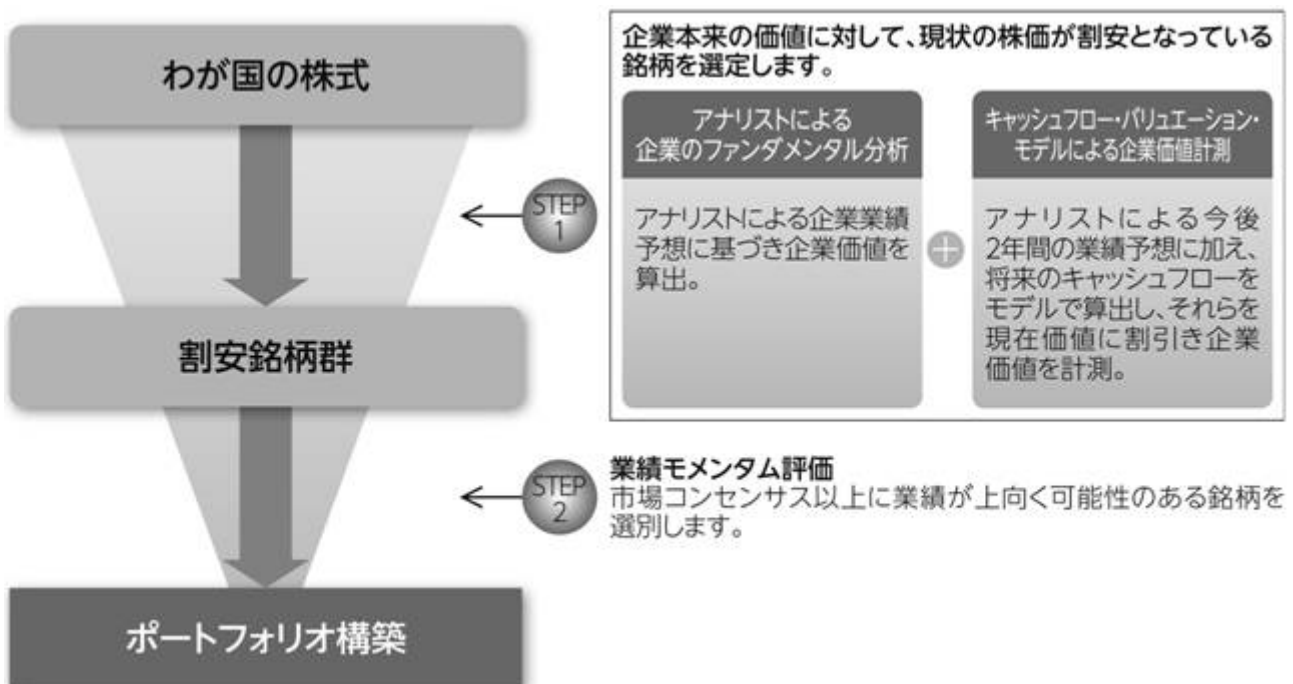 わが国の株式
企業本来の価値に対して、現状の株価が割安となっている
銘柄を選定します。
アナリストによる
企業のファンダメンタル分析
アナリストによる企業業績
予想に基づき企業価値を
算出。
+
キャッシュフロー・バリュエーション・
モデルによる企業価値計測
アナリストによる今後
2年間の業績予想に加え、
将来のキャッシュフローを
モデルで算出し、それらを
現在価値に割引き企業
価値を計測。
STEP
1
割安銘柄群
STEP
2
業績モメンタム評価
市場コンセンサス以上に業績が上向く可能性のある銘柄を
選別します。
ポートフォリオ構築